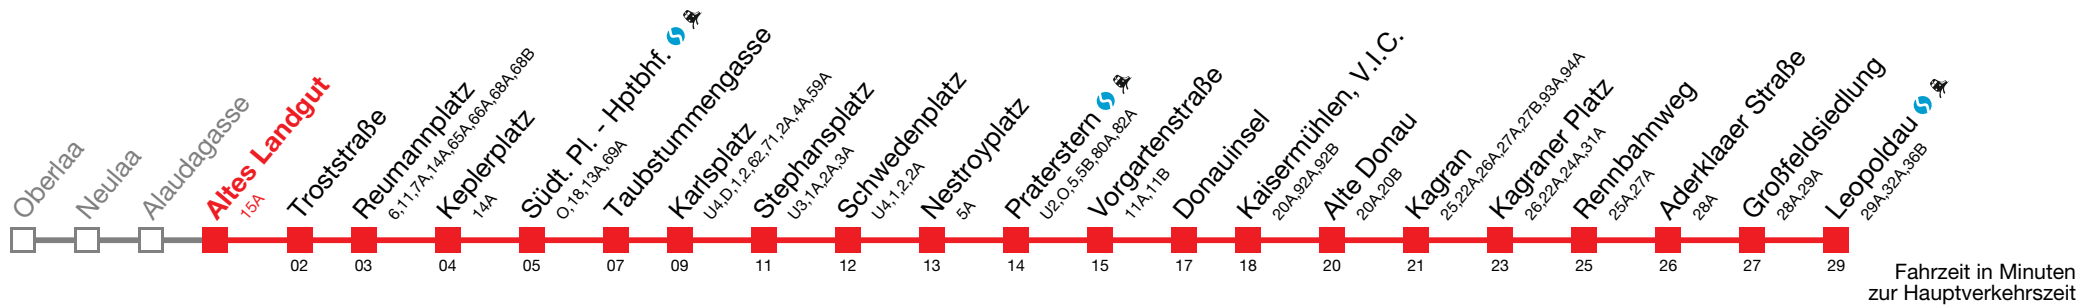 Oberlaa
Neulaa
Alaudagasse
Altes Landgut
15A
Troststraße
Reumannplatz
6,11,7A,14A,65A,66A,68A,68B
Keplerplatz
14A
Südt. Pl. - Hptbhf.
O,18,13A,69A
Taubstummengasse
Karlsplatz
U4,D,1,2,62,71,2A,4A,59A
Stephansplatz
U3,1A,2A,3A
Schwedenplatz
U4,1,2,2A
Nestroyplatz
5A
Praterstern
U2,O,5,5B,80A,82A
Vorgartenstraße
11A,11B
Donauinsel
Kaisermühlen, V.I.C.
20A,92A,92B
Alte Donau
20A,20B
Kagran
25,22A,26A,27A,27B,93A,94A
Kagraner Platz
26,22A,24A,31A
Rennbahnweg
25A,27A
Aderklaaer Straße
28A
Großfeldsiedlung
28A,29A
Leopoldau
29A,32A,36B
02 03 04 05 07 09 11 12 13 14 15 17 18 20 21 23 25 26 27 29
Fahrzeit in Minuten
zur Hauptverkehrszeit